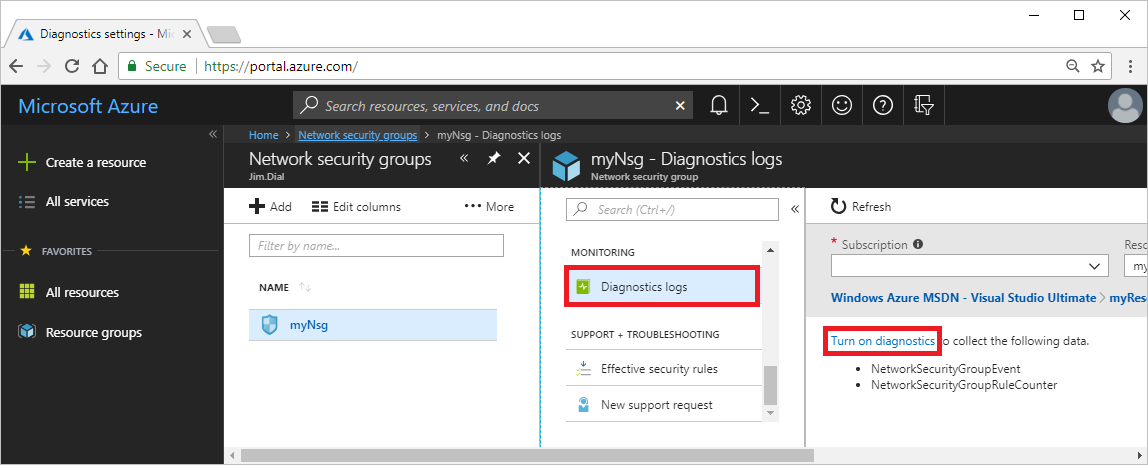 Diagnostics settings - Mic
Secure https://portal.azure.com/
Microsoft Azure
Search resources, services, and docs
Home > Network security groups > myNsg - Diagnostics logs
Create a resource
All services
FAVORITES
All resources
Resource groups
Network security groups
Jim.Dial
Add Edit columns ••• More
Filter by name...
NAME
myNsg
myNsg - Diagnostics logs
Network security group
Search (Ctrl+/)
MONITORING
Diagnostics logs
SUPPORT + TROUBLESHOOTING
Effective security rules
New support request
Refresh
* Subscription Reso
my
Windows Azure MSDN - Visual Studio Ultimate > myRes
Turn on diagnostics to collect the following data.
• NetworkSecurityGroupEvent
• NetworkSecurityGroupRuleCounter